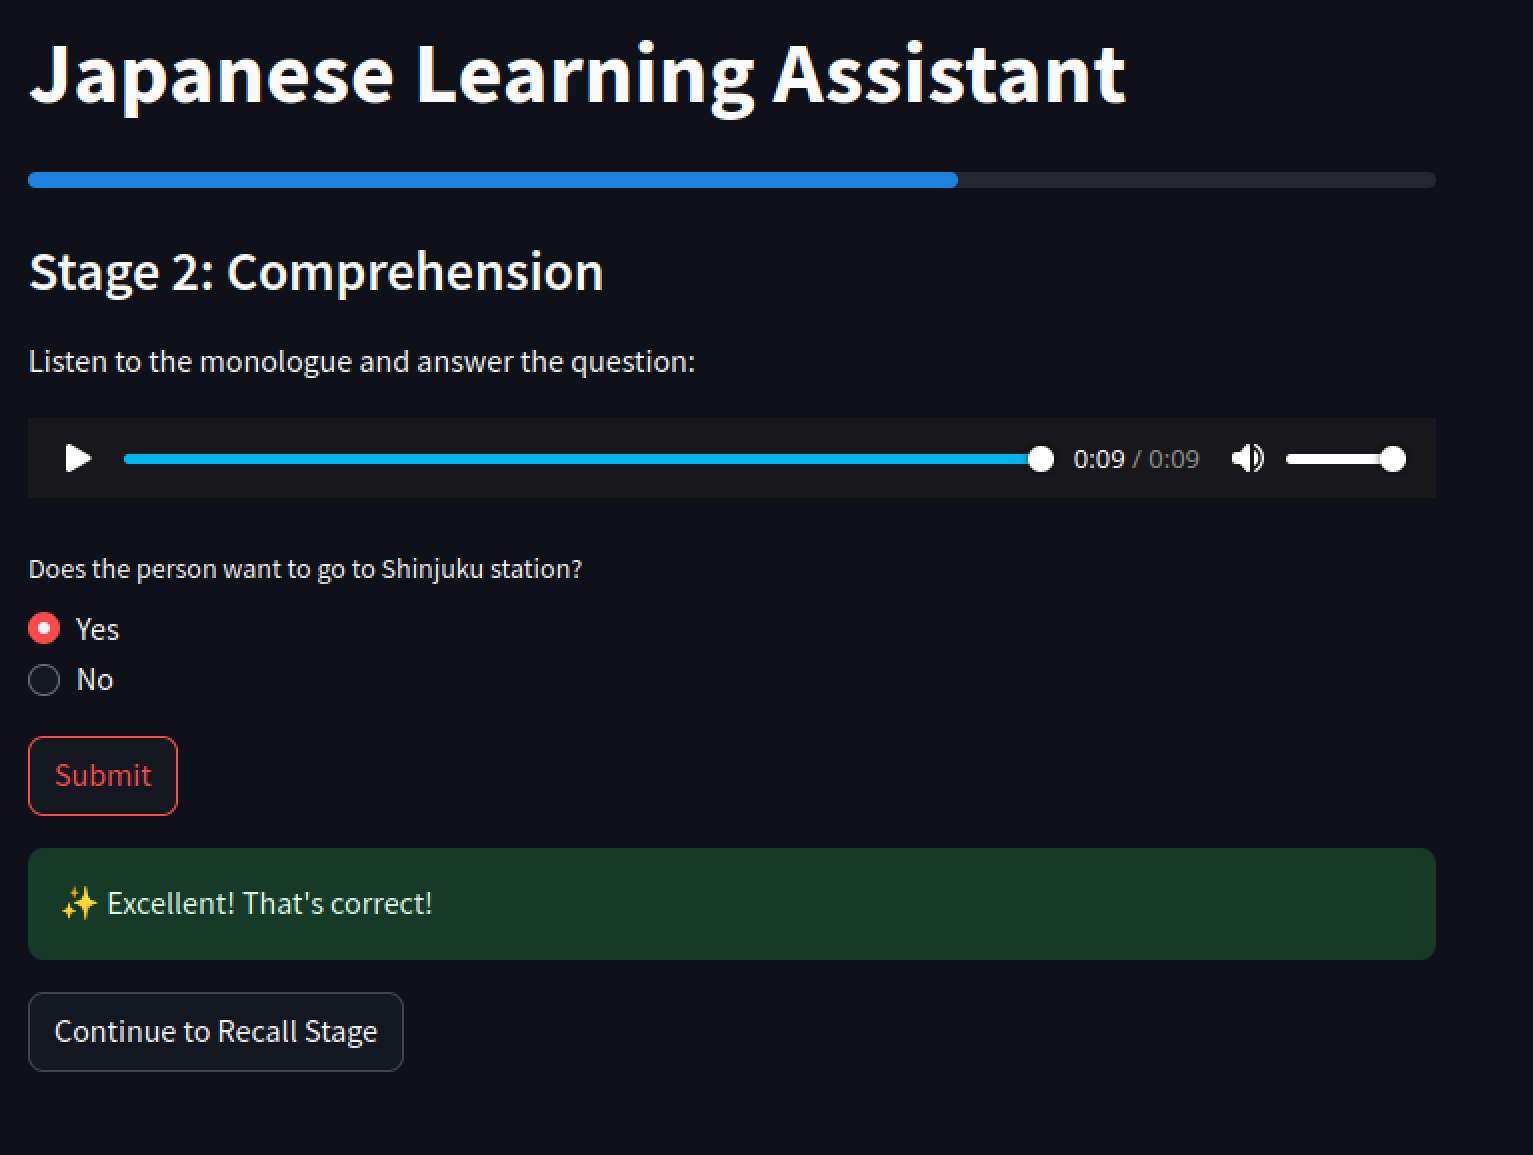 Japanese Learning Assistant
Stage 2: Comprehension
Listen to the monologue and answer the question:
0:09 / 0:09
Does the person want to go to Shinjuku station?
Yes
No
Submit
✨ Excellent! That's correct!
Continue to Recall Stage